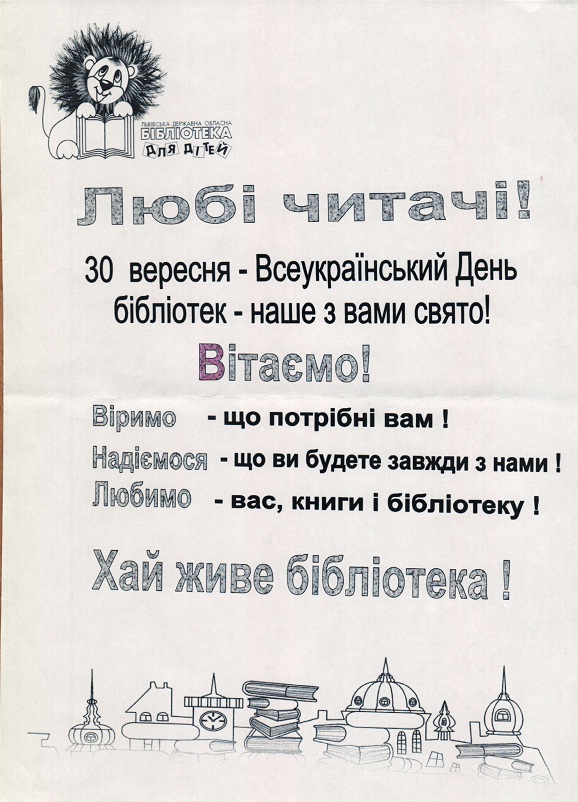 ЛЬВІВСЬКА ДЕРЖАВНА ОБЛАСНА
БІБЛІОТЕКА
ДЛЯ ДІТЕЙ
Любі читачі!
30 вересня - Всеукраїнський День
бібліотек - наше з вами свято!
Вітаємо!
Віримо - що потрібні вам !
Надіємося - що ви будете завжди з нами !
Любимо - вас, книги і бібліотеку !
Хай живе бібліотека !